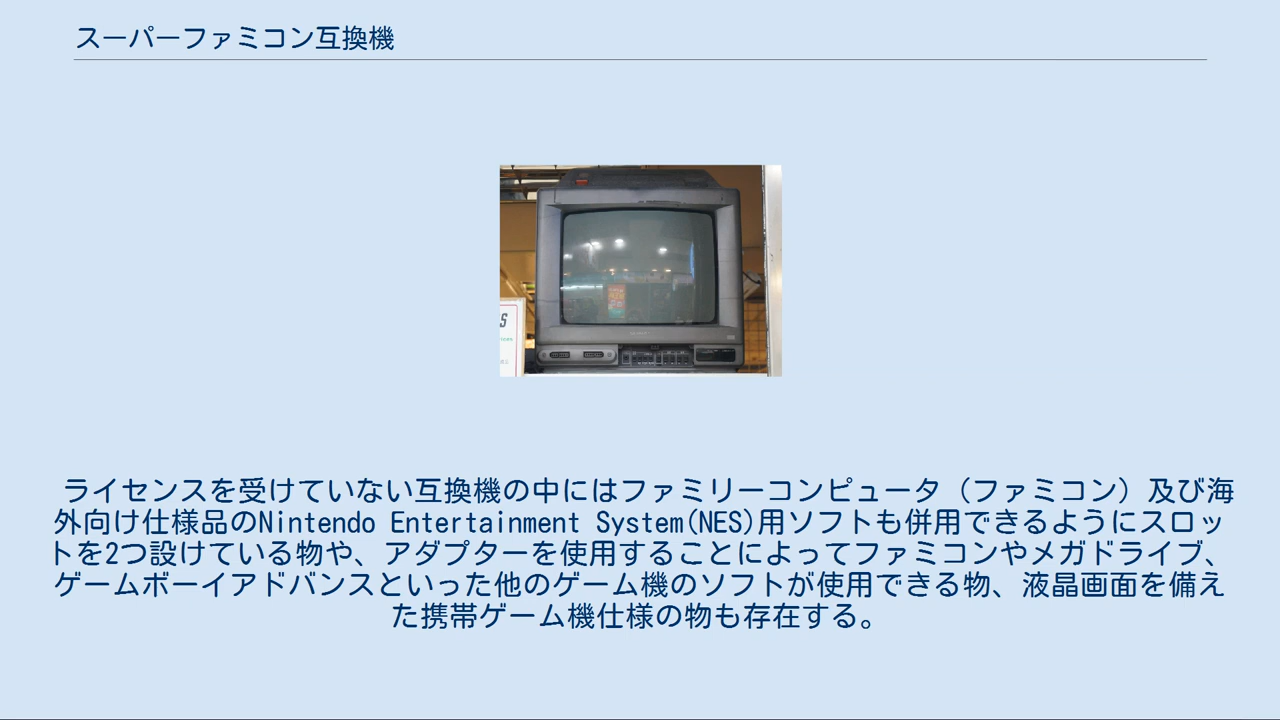 スーパーファミコン互換機
ライセンスを受けていない互換機の中にはファミリーコンピュータ（ファミコン）及び海
外向け仕様品のNintendo Entertainment System(NES)用ソフトも併用できるようにスロッ
トを2つ設けている物や、アダプターを使用することによってファミコンやメガドライブ、
ゲームボーイアドバンスといった他のゲーム機のソフトが使用できる物、液晶画面を備え
た携帯ゲーム機仕様の物も存在する。